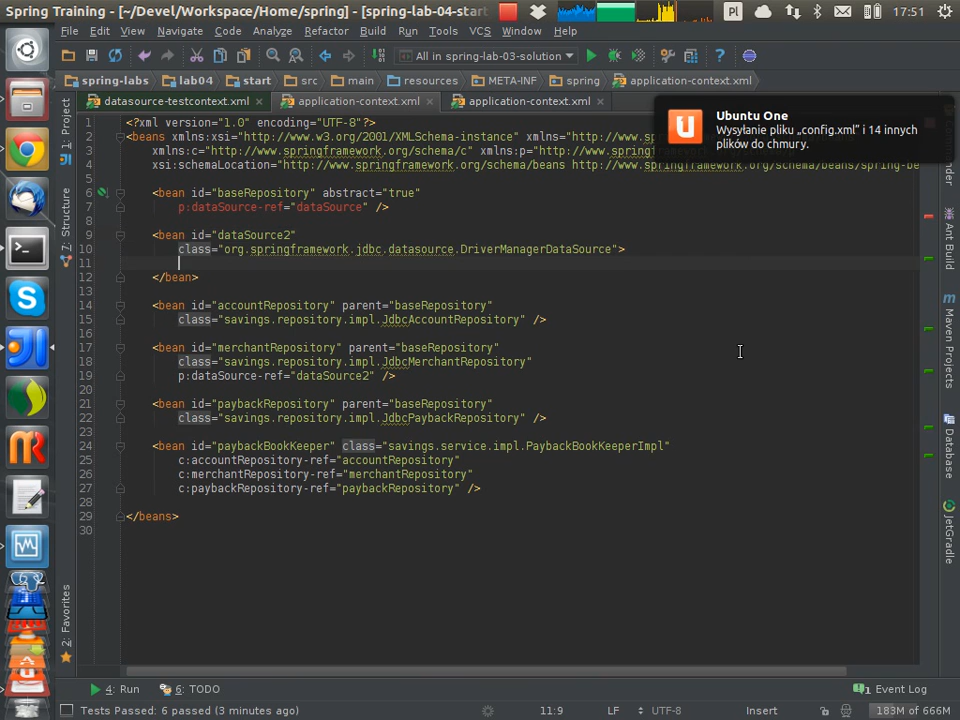 Spring Training - [~/Devel/Workspace/Home/spring] - [spring-lab-04-start
Pl
17:51
File Edit View Navigate Code Analyze Refactor Build Run Tools VCS Window Help
All in spring-lab-03-solution
spring-labs lab04 start src main resources META-INF spring application-context.xml
datasource-testcontext.xml application-context.xml application-context.xml
Ubuntu One
Wysyłanie pliku „config.xml” i 14 innych
plików do chmury.
1: Project
7: Structure
2: Favorites
1 <?xml version="1.0" encoding="UTF-8"?>
2 <beans xmlns:xsi="http://www.w3.org/2001/XMLSchema-instance" xmlns="http://www.sp
3 xmlns:c="http://www.springframework.org/schema/c" xmlns:p="http://www.springframewo
4 xsi:schemaLocation="http://www.springframework.org/schema/beans http://www.springframework.org/schema/beans/spring-be
5
6 <bean id="baseRepository" abstract="true"
7 p:dataSource-ref="dataSource" />
8
9 <bean id="dataSource2"
10 class="org.springframework.jdbc.datasource.DriverManagerDataSource">
11
12 </bean>
13
14 <bean id="accountRepository" parent="baseRepository"
15 class="savings.repository.impl.JdbcAccountRepository" />
16
17 <bean id="merchantRepository" parent="baseRepository"
18 class="savings.repository.impl.JdbcMerchantRepository"
19 p:dataSource-ref="dataSource2" />
20
21 <bean id="paybackRepository" parent="baseRepository"
22 class="savings.repository.impl.JdbcPaybackRepository" />
23
24 <bean id="paybackBookKeeper" class="savings.service.impl.PaybackBookKeeperImpl"
25 c:accountRepository-ref="accountRepository"
26 c:merchantRepository-ref="merchantRepository"
27 c:paybackRepository-ref="paybackRepository" />
28
29 </beans>
30
Ant Build
Maven Projects
Database
JetGradle
4: Run 6: TODO
1 Event Log
Tests Passed: 6 passed (3 minutes ago) 11:9 LF UTF-8 Insert 183M of 666M